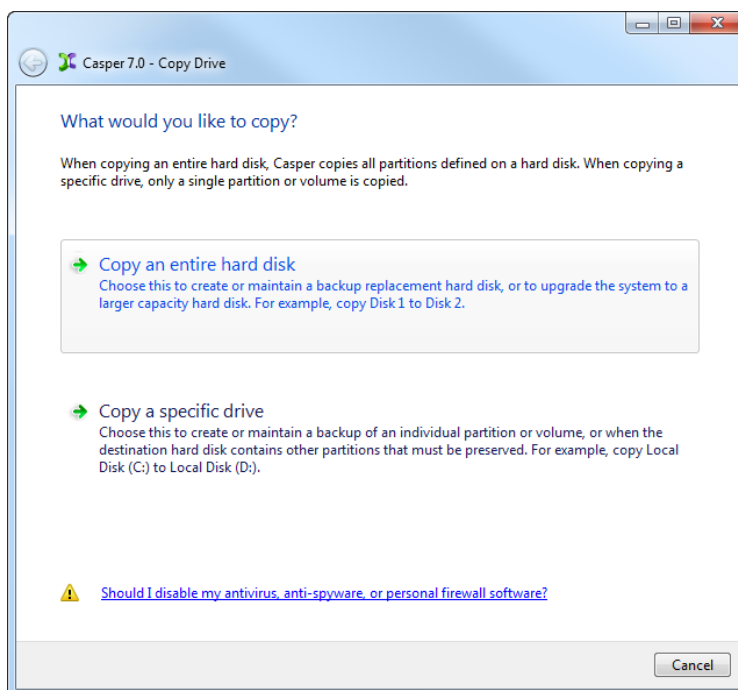 Casper 7.0 - Copy Drive
What would you like to copy?
When copying an entire hard disk, Casper copies all partitions defined on a hard disk. When copying a
specific drive, only a single partition or volume is copied.
Copy an entire hard disk
Choose this to create or maintain a backup replacement hard disk, or to upgrade the system to a
larger capacity hard disk. For example, copy Disk 1 to Disk 2.
Copy a specific drive
Choose this to create or maintain a backup of an individual partition or volume, or when the
destination hard disk contains other partitions that must be preserved. For example, copy Local
Disk (C:) to Local Disk (D:).
Should I disable my antivirus, anti-spyware, or personal firewall software?
Cancel